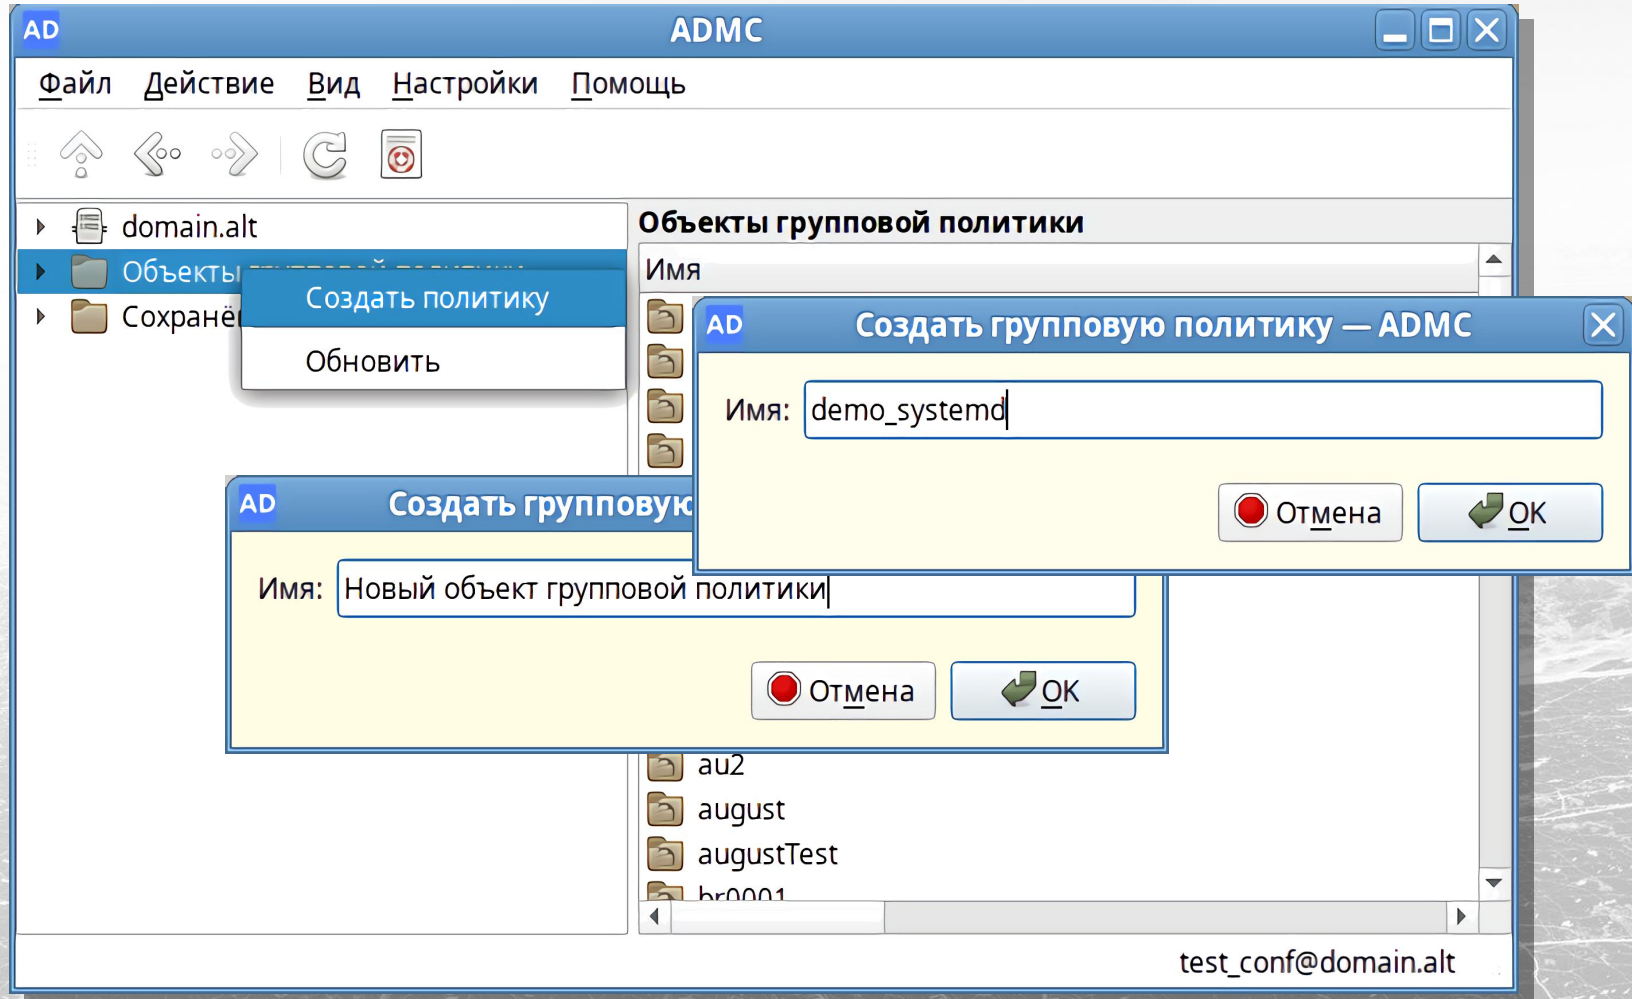 AD ADMC
Файл Действие Вид Настройки Помощь
domain.alt
Объекты
Создать политику
Обновить
Объекты групповой политики
Имя
AD Создать групповую политику — ADMC
Имя: demo_systemd
Отмена OK
AD Создать групповую
Имя: Новый объект групповой политики
Отмена OK
au2
august
augustTest
br0001
test_conf@domain.alt